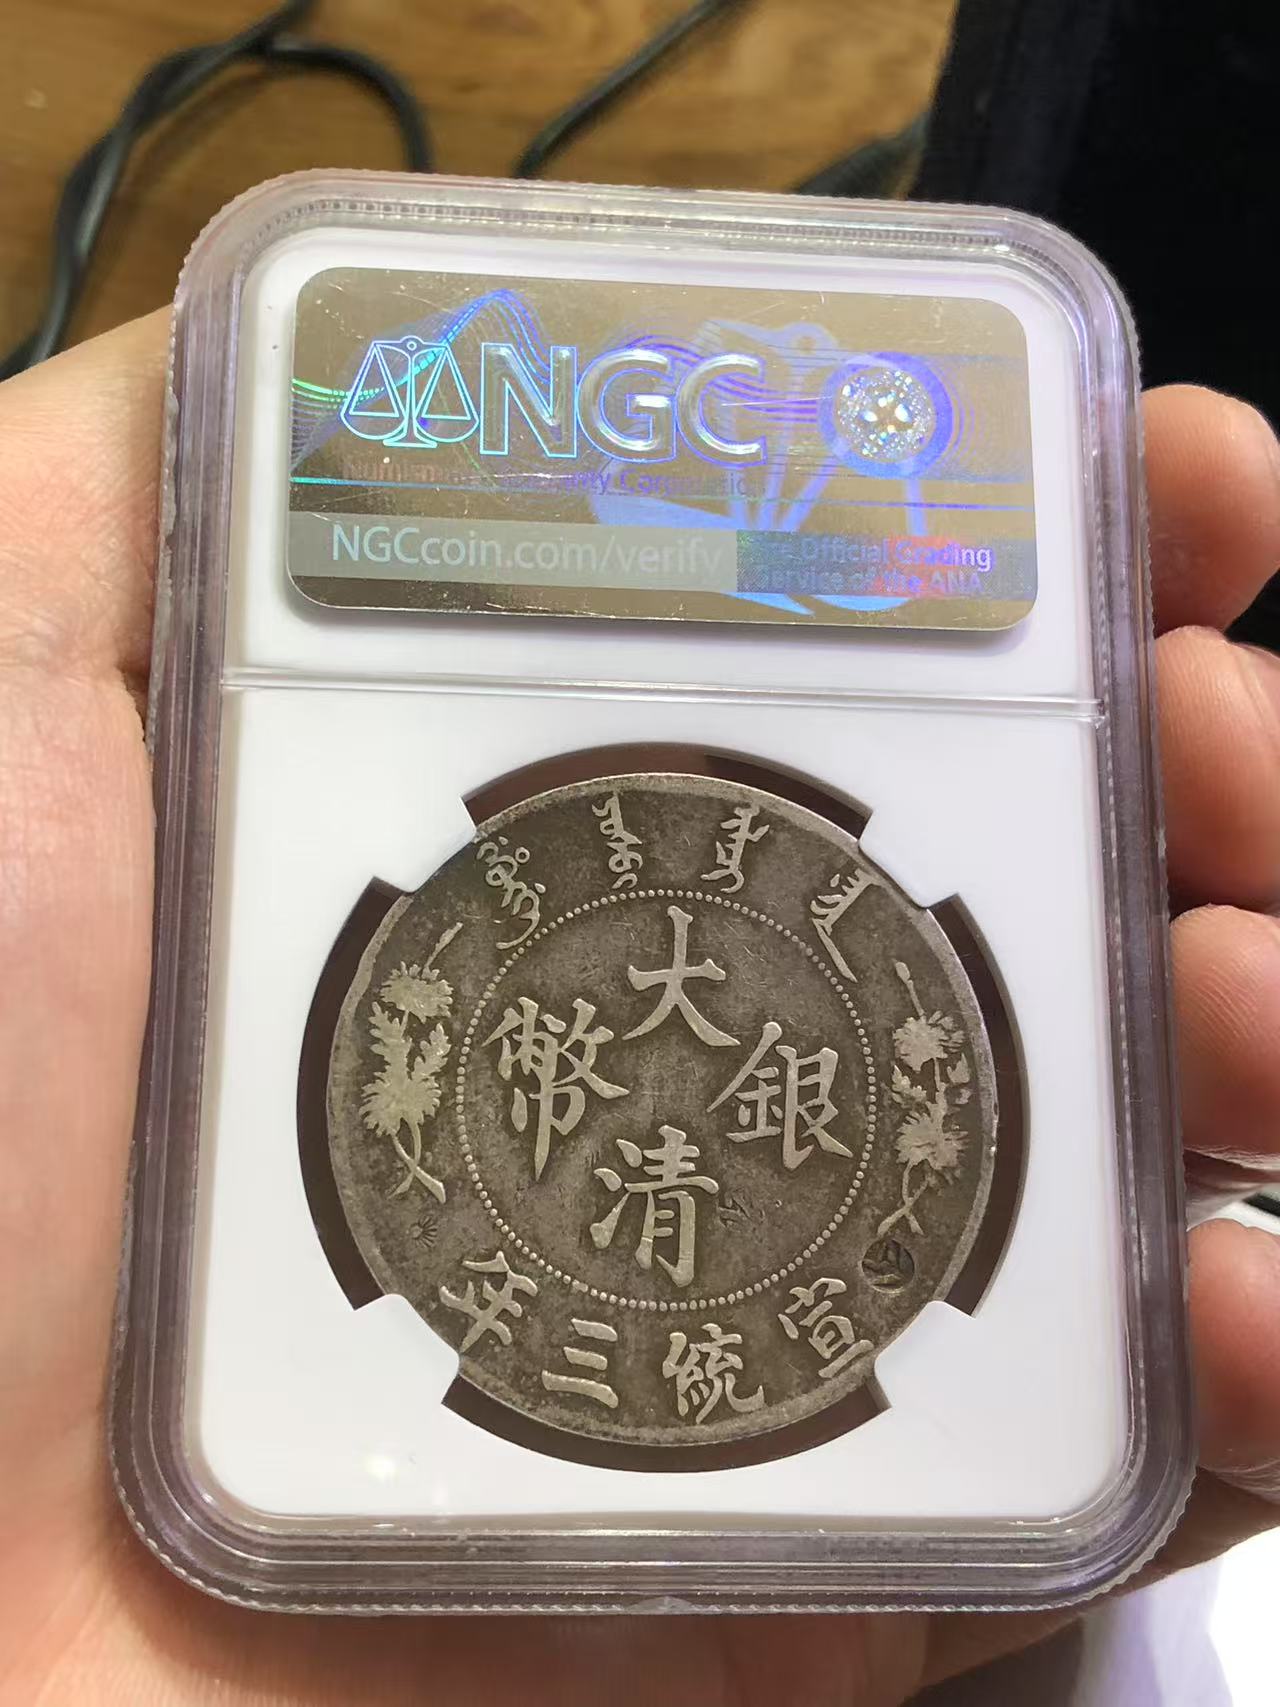 NGC
Numismatic Guaranty Corporation
NGCcoin.com/verify
The Official Grading
Service of the ANA
大清銀幣
宣統三年